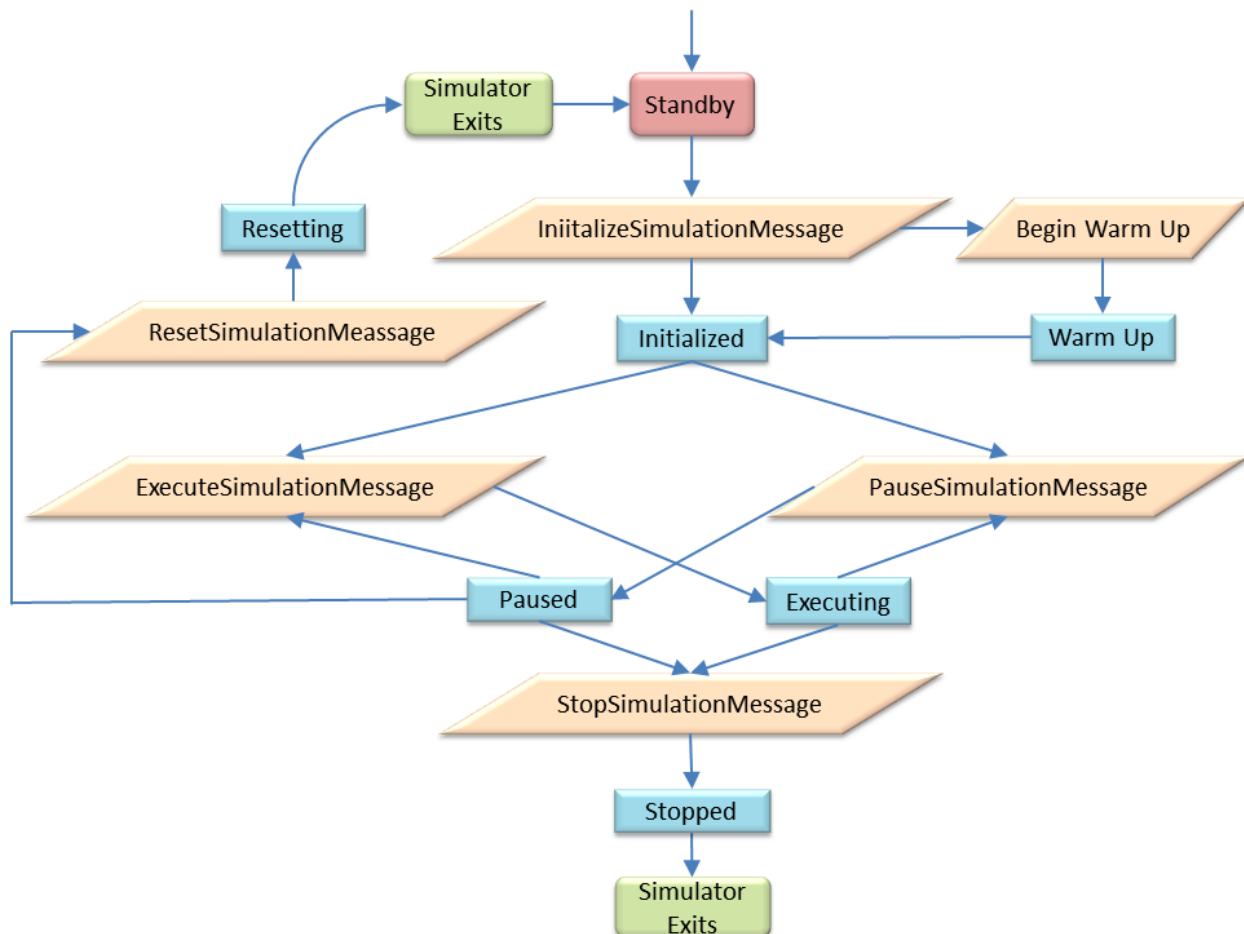 Simulator
Exits
Standby
Resetting
IniitalizeSimulationMessage
Begin Warm Up
ResetSimulationMeassage
Initialized
Warm Up
ExecuteSimulationMessage
PauseSimulationMessage
Paused
Executing
StopSimulationMessage
Stopped
Simulator
Exits